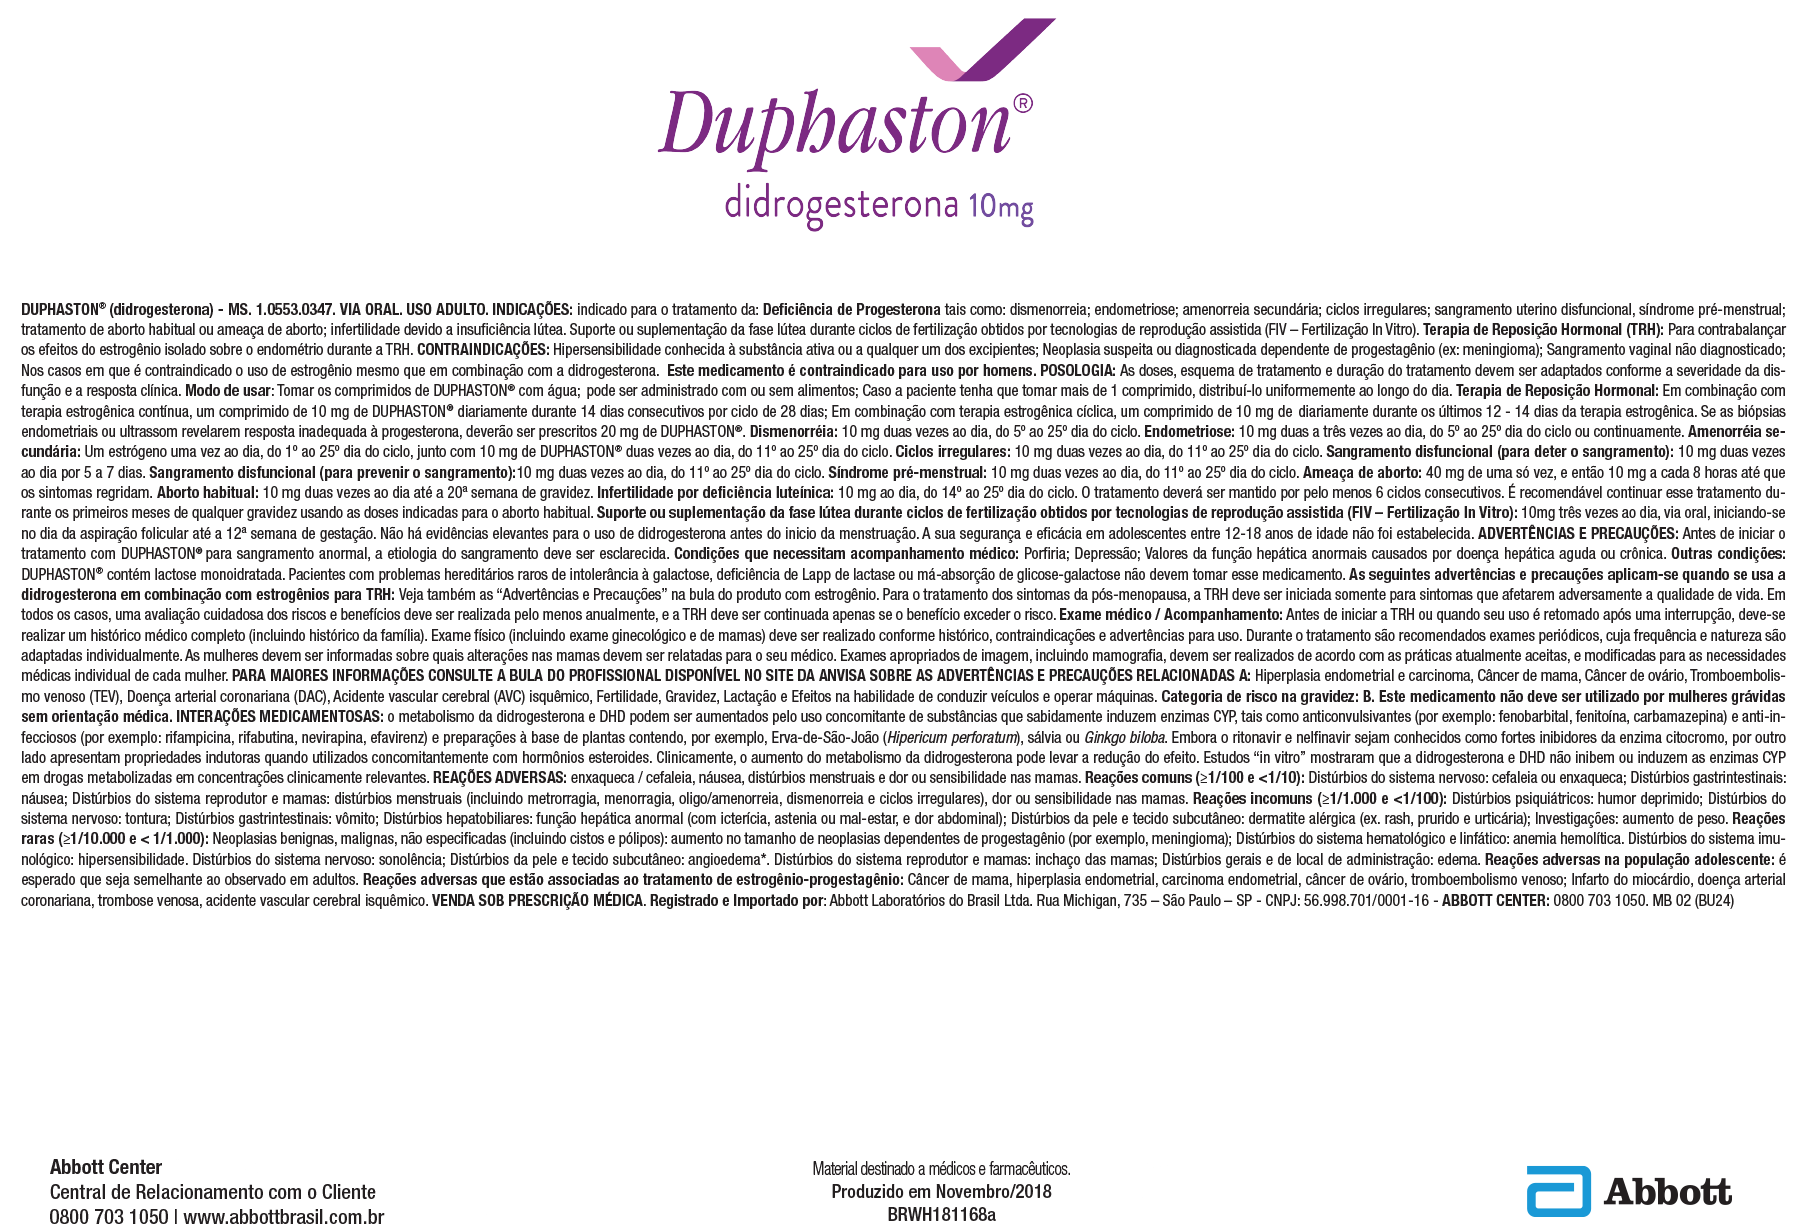 Duphaston®
didrogesterona 10mg
DUPHASTON® (didrogesterona) - MS. 1.0553.0347. VIA ORAL. USO ADULTO. INDICAÇÕES: indicado para o tratamento da: Deficiência de Progesterona tais como: dismenorreia; endometriose; amenorreia secundária; ciclos irregulares; sangramento uterino disfuncional, síndrome pré-menstrual;
tratamento de aborto habitual ou ameaça de aborto; infertilidade devido a insuficiência lútea. Suporte ou suplementação da fase lútea durante ciclos de fertilização obtidos por tecnologias de reprodução assistida (FIV – Fertilização In Vitro). Terapia de Reposição Hormonal (TRH): Para contrabalançar
os efeitos do estrogênio isolado sobre o endométrio durante a TRH. CONTRAINDICAÇÕES: Hipersensibilidade conhecida à substância ativa ou a qualquer um dos excipientes; Neoplasia suspeita ou diagnosticada dependente de progestagênio (ex: meningioma); Sangramento vaginal não diagnosticado;
Nos casos em que é contraindicado o uso de estrogênio mesmo que em combinação com a didrogesterona. Este medicamento é contraindicado para uso por homens. POSOLOGIA: As doses, esquema de tratamento e duração do tratamento devem ser adaptados conforme a severidade da dis-
função e a resposta clínica. Modo de usar: Tomar os comprimidos de DUPHASTON® com água; pode ser administrado com ou sem alimentos; Caso a paciente tenha que tomar mais de 1 comprimido, distribuí-lo uniformemente ao longo do dia. Terapia de Reposição Hormonal: Em combinação com
terapia estrogênica contínua, um comprimido de 10 mg de DUPHASTON® diariamente durante 14 dias consecutivos por ciclo de 28 dias; Em combinação com terapia estrogênica cíclica, um comprimido de 10 mg de diariamente durante os últimos 12 - 14 dias da terapia estrogênica. Se as biópsias
endometriais ou ultrassom revelarem resposta inadequada à progesterona, deverão ser prescritos 20 mg de DUPHASTON®. Dismenorréia: 10 mg duas vezes ao dia, do 5º ao 25º dia do ciclo. Endometriose: 10 mg duas a três vezes ao dia, do 5º ao 25º dia do ciclo ou continuamente. Amenorréia se-
cundária: Um estrógeno uma vez ao dia, do 1º ao 25º dia do ciclo, junto com 10 mg de DUPHASTON® duas vezes ao dia, do 11º ao 25º dia do ciclo. Ciclos irregulares: 10 mg duas vezes ao dia, do 11º ao 25º dia do ciclo. Sangramento disfuncional (para deter o sangramento): 10 mg duas vezes
ao dia por 5 a 7 dias. Sangramento disfuncional (para prevenir o sangramento):10 mg duas vezes ao dia, do 11º ao 25º dia do ciclo. Síndrome pré-menstrual: 10 mg duas vezes ao dia, do 11º ao 25º dia do ciclo. Ameaça de aborto: 40 mg de uma só vez, e então 10 mg a cada 8 horas até que
os sintomas regridam. Aborto habitual: 10 mg duas vezes ao dia até a 20ª semana de gravidez. Infertilidade por deficiência luteínica: 10 mg ao dia, do 14º ao 25º dia do ciclo. O tratamento deverá ser mantido por pelo menos 6 ciclos consecutivos. É recomendável continuar esse tratamento du-
rante os primeiros meses de qualquer gravidez usando as doses indicadas para o aborto habitual. Suporte ou suplementação da fase lútea durante ciclos de fertilização obtidos por tecnologias de reprodução assistida (FIV – Fertilização In Vitro): 10mg três vezes ao dia, via oral, iniciando-se
no dia da aspiração folicular até a 12ª semana de gestação. Não há evidências elevantes para o uso de didrogesterona antes do inicio da menstruação. A sua segurança e eficácia em adolescentes entre 12-18 anos de idade não foi estabelecida. ADVERTÊNCIAS E PRECAUÇÕES: Antes de iniciar o
tratamento com DUPHASTON® para sangramento anormal, a etiologia do sangramento deve ser esclarecida. Condições que necessitam acompanhamento médico: Porfiria; Depressão; Valores da função hepática anormais causados por doença hepática aguda ou crônica. Outras condições:
DUPHASTON® contém lactose monoidratada. Pacientes com problemas hereditários raros de intolerância à galactose, deficiência de Lapp de lactase ou má-absorção de glicose-galactose não devem tomar esse medicamento. As seguintes advertências e precauções aplicam-se quando se usa a
didrogesterona em combinação com estrogênios para TRH: Veja também as “Advertências e Precauções” na bula do produto com estrogênio. Para o tratamento dos sintomas da pós-menopausa, a TRH deve ser iniciada somente para sintomas que afetarem adversamente a qualidade de vida. Em
todos os casos, uma avaliação cuidadosa dos riscos e benefícios deve ser realizada pelo menos anualmente, e a TRH deve ser continuada apenas se o benefício exceder o risco. Exame médico / Acompanhamento: Antes de iniciar a TRH ou quando seu uso é retomado após uma interrupção, deve-se
realizar um histórico médico completo (incluindo histórico da família). Exame físico (incluindo exame ginecológico e de mamas) deve ser realizado conforme histórico, contraindicações e advertências para uso. Durante o tratamento são recomendados exames periódicos, cuja frequência e natureza são
adaptadas individualmente. As mulheres devem ser informadas sobre quais alterações nas mamas devem ser relatadas para o seu médico. Exames apropriados de imagem, incluindo mamografia, devem ser realizados de acordo com as práticas atualmente aceitas, e modificadas para as necessidades
médicas individual de cada mulher. PARA MAIORES INFORMAÇÕES CONSULTE A BULA DO PROFISSIONAL DISPONÍVEL NO SITE DA ANVISA SOBRE AS ADVERTÊNCIAS E PRECAUÇÕES RELACIONADAS A: Hiperplasia endometrial e carcinoma, Câncer de mama, Câncer de ovário, Tromboembolis-
mo venoso (TEV), Doença arterial coronariana (DAC), Acidente vascular cerebral (AVC) isquêmico, Fertilidade, Gravidez, Lactação e Efeitos na habilidade de conduzir veículos e operar máquinas. Categoria de risco na gravidez: B. Este medicamento não deve ser utilizado por mulheres grávidas
sem orientação médica. INTERAÇÕES MEDICAMENTOSAS: o metabolismo da didrogesterona e DHD podem ser aumentados pelo uso concomitante de substâncias que sabidamente induzem enzimas CYP, tais como anticonvulsivantes (por exemplo: fenobarbital, fenitoína, carbamazepina) e anti-in-
fecciosos (por exemplo: rifampicina, rifabutina, nevirapina, efavirenz) e preparações à base de plantas contendo, por exemplo, Erva-de-São-João (Hipericum perforatum), sálvia ou Ginkgo biloba. Embora o ritonavir e nelfinavir sejam conhecidos como fortes inibidores da enzima citocromo, por outro
lado apresentam propriedades indutoras quando utilizados concomitantemente com hormônios esteroides. Clinicamente, o aumento do metabolismo da didrogesterona pode levar a redução do efeito. Estudos “in vitro” mostraram que a didrogesterona e DHD não inibem ou induzem as enzimas CYP
em drogas metabolizadas em concentrações clinicamente relevantes. REAÇÕES ADVERSAS: enxaqueca / cefaleia, náusea, distúrbios menstruais e dor ou sensibilidade nas mamas. Reações comuns (≥1/100 e <1/10): Distúrbios do sistema nervoso: cefaleia ou enxaqueca; Distúrbios gastrintestinais:
náusea; Distúrbios do sistema reprodutor e mamas: distúrbios menstruais (incluindo metrorragia, menorragia, oligo/amenorreia, dismenorreia e ciclos irregulares), dor ou sensibilidade nas mamas. Reações incomuns (≥1/1.000 e <1/100): Distúrbios psiquiátricos: humor deprimido; Distúrbios do
sistema nervoso: tontura; Distúrbios gastrintestinais: vômito; Distúrbios hepatobiliares: função hepática anormal (com icterícia, astenia ou mal-estar, e dor abdominal); Distúrbios da pele e tecido subcutâneo: dermatite alérgica (ex. rash, prurido e urticária); Investigações: aumento de peso. Reações
raras (≥1/10.000 e < 1/1.000): Neoplasias benignas, malignas, não especificadas (incluindo cistos e pólipos): aumento no tamanho de neoplasias dependentes de progestagênio (por exemplo, meningioma); Distúrbios do sistema hematológico e linfático: anemia hemolítica. Distúrbios do sistema imu-
nológico: hipersensibilidade. Distúrbios do sistema nervoso: sonolência; Distúrbios da pele e tecido subcutâneo: angioedema*. Distúrbios do sistema reprodutor e mamas: inchaço das mamas; Distúrbios gerais e de local de administração: edema. Reações adversas na população adolescente: é
esperado que seja semelhante ao observado em adultos. Reações adversas que estão associadas ao tratamento de estrogênio-progestagênio: Câncer de mama, hiperplasia endometrial, carcinoma endometrial, câncer de ovário, tromboembolismo venoso; Infarto do miocárdio, doença arterial
coronariana, trombose venosa, acidente vascular cerebral isquêmico. VENDA SOB PRESCRIÇÃO MÉDICA. Registrado e Importado por: Abbott Laboratórios do Brasil Ltda. Rua Michigan, 735 – São Paulo – SP - CNPJ: 56.998.701/0001-16 - ABBOTT CENTER: 0800 703 1050. MB 02 (BU24)
Abbott Center
Central de Relacionamento com o Cliente
0800 703 1050 | www.abbottbrasil.com.br
Material destinado a médicos e farmacêuticos.
Produzido em Novembro/2018
BRWH181168a
Abbott